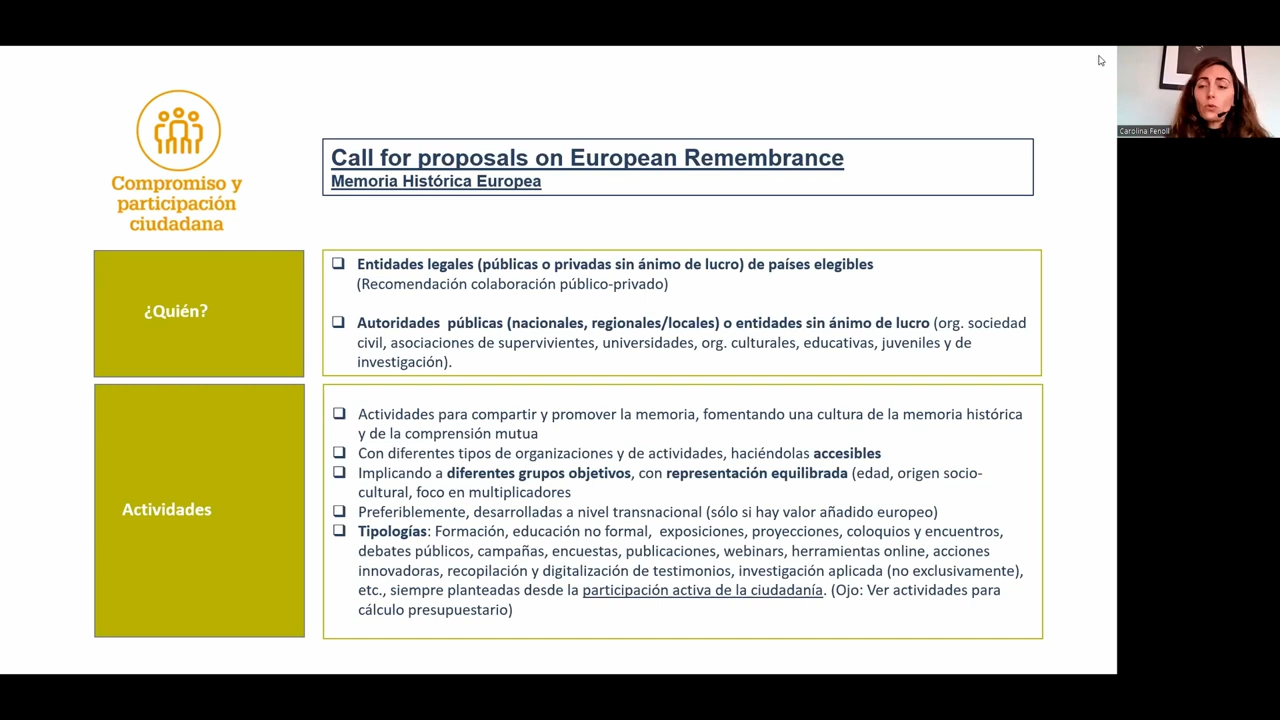 Compromiso y
participación
ciudadana
Call for proposals on European Remembrance
Memoria Histórica Europea
Carolina Fenoll
¿Quién?
❑ Entidades legales (públicas o privadas sin ánimo de lucro) de países elegibles
(Recomendación colaboración público-privado)
❑ Autoridades públicas (nacionales, regionales/locales) o entidades sin ánimo de lucro (org. sociedad
civil, asociaciones de supervivientes, universidades, org. culturales, educativas, juveniles y de
investigación).
Actividades
❑ Actividades para compartir y promover la memoria, fomentando una cultura de la memoria histórica
y de la comprensión mutua
❑ Con diferentes tipos de organizaciones y de actividades, haciéndolas accesibles
❑ Implicando a diferentes grupos objetivos, con representación equilibrada (edad, origen socio-
cultural, foco en multiplicadores
❑ Preferiblemente, desarrolladas a nivel transnacional (sólo si hay valor añadido europeo)
❑ Tipologías: Formación, educación no formal, exposiciones, proyecciones, coloquios y encuentros,
debates públicos, campañas, encuestas, publicaciones, webinars, herramientas online, acciones
innovadoras, recopilación y digitalización de testimonios, investigación aplicada (no exclusivamente),
etc., siempre planteadas desde la participación activa de la ciudadanía. (Ojo: Ver actividades para
cálculo presupuestario)